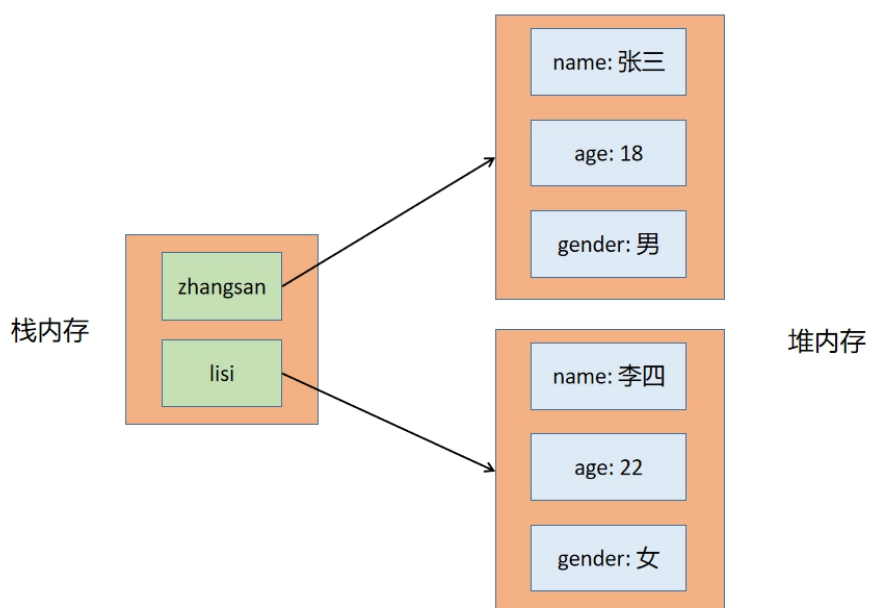 栈内存
zhangsan
lisi
name: 张三
age: 18
gender: 男
name: 李四
age: 22
gender: 女
堆内存